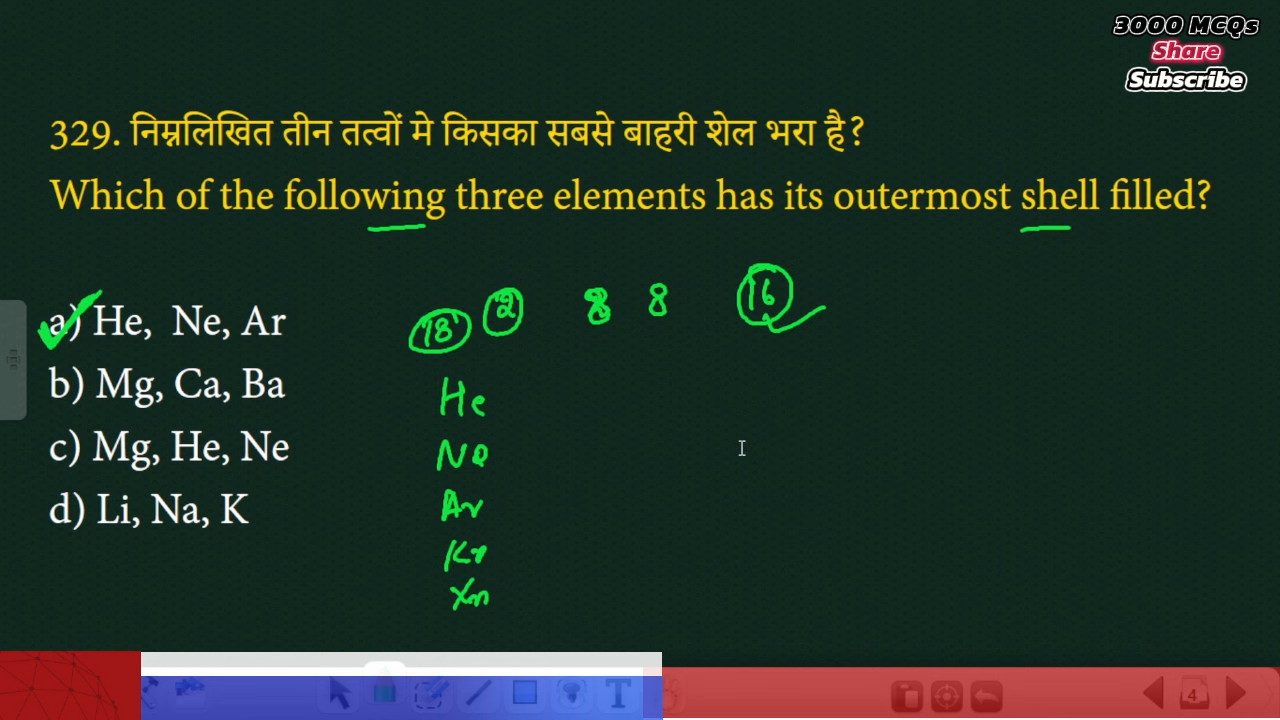 3000 MCQs
Share
Subscribe
329. निम्नलिखित तीन तत्वों मे किसका सबसे बाहरी शेल भरा है?
Which of the following three elements has its outermost shell filled?
a) He, Ne, Ar
b) Mg, Ca, Ba
c) Mg, He, Ne
d) Li, Na, K
18 2 8 8 16
He
Ne
Ar
Kr
Xn
T
4